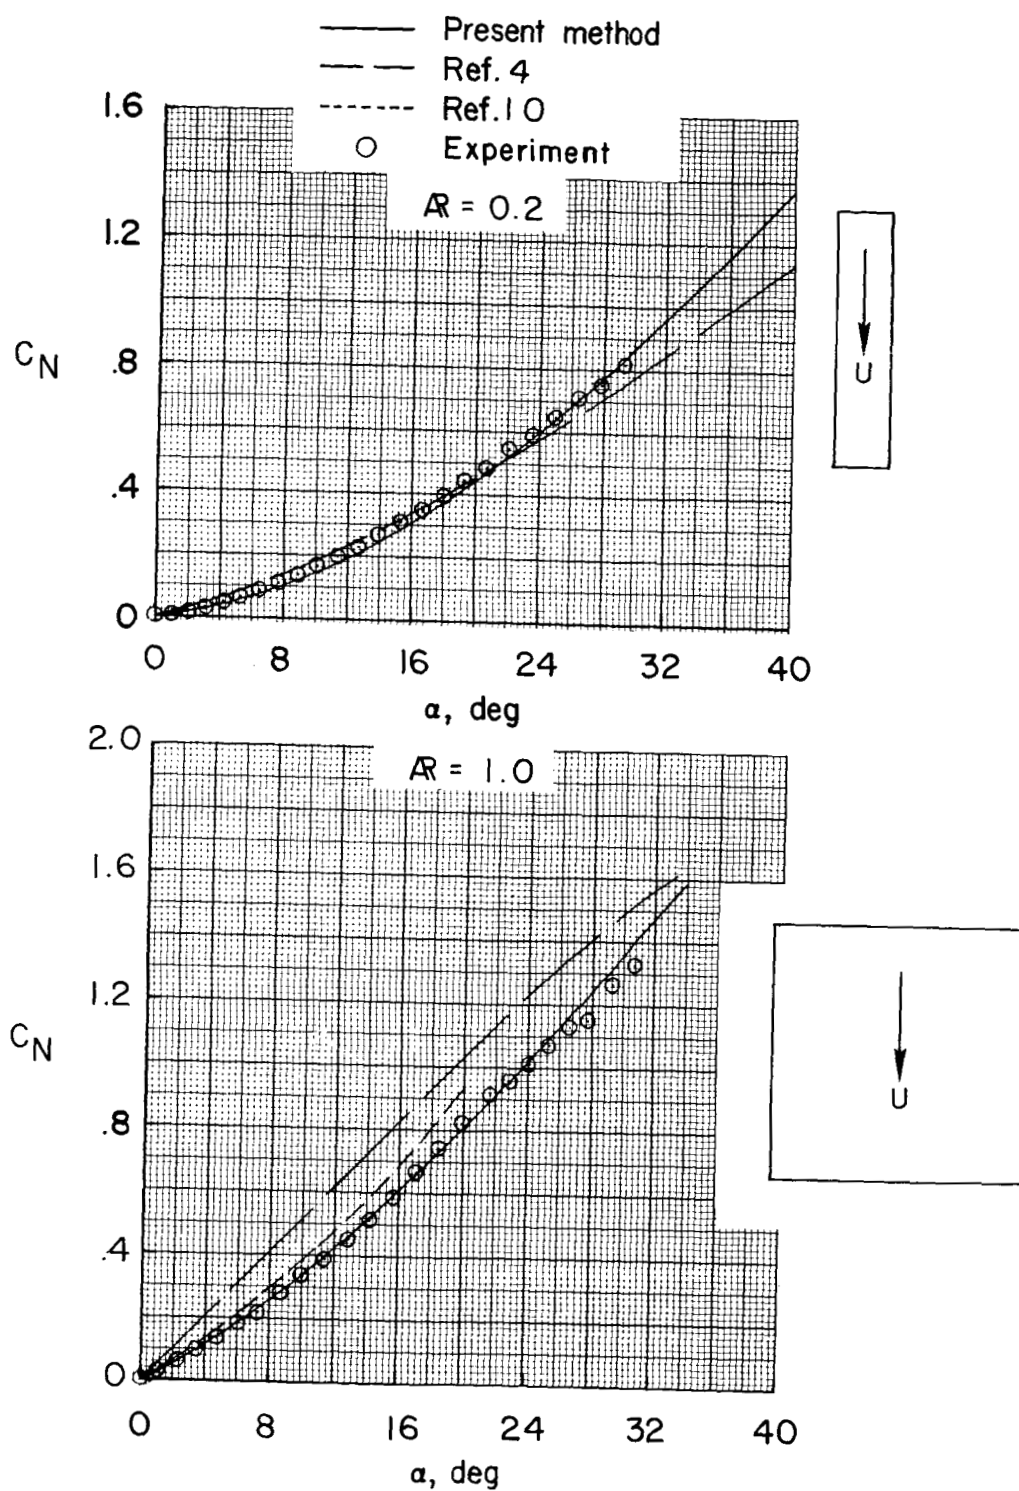 Present method
Ref. 4
Ref. 10
Experiment
AR = 0.2
1.6
1.2
.8
.4
0
C_N
0 8 16 24 32 40
α, deg
U
AR = 1.0
2.0
1.6
1.2
.8
.4
0
C_N
0 8 16 24 32 40
α, deg
U